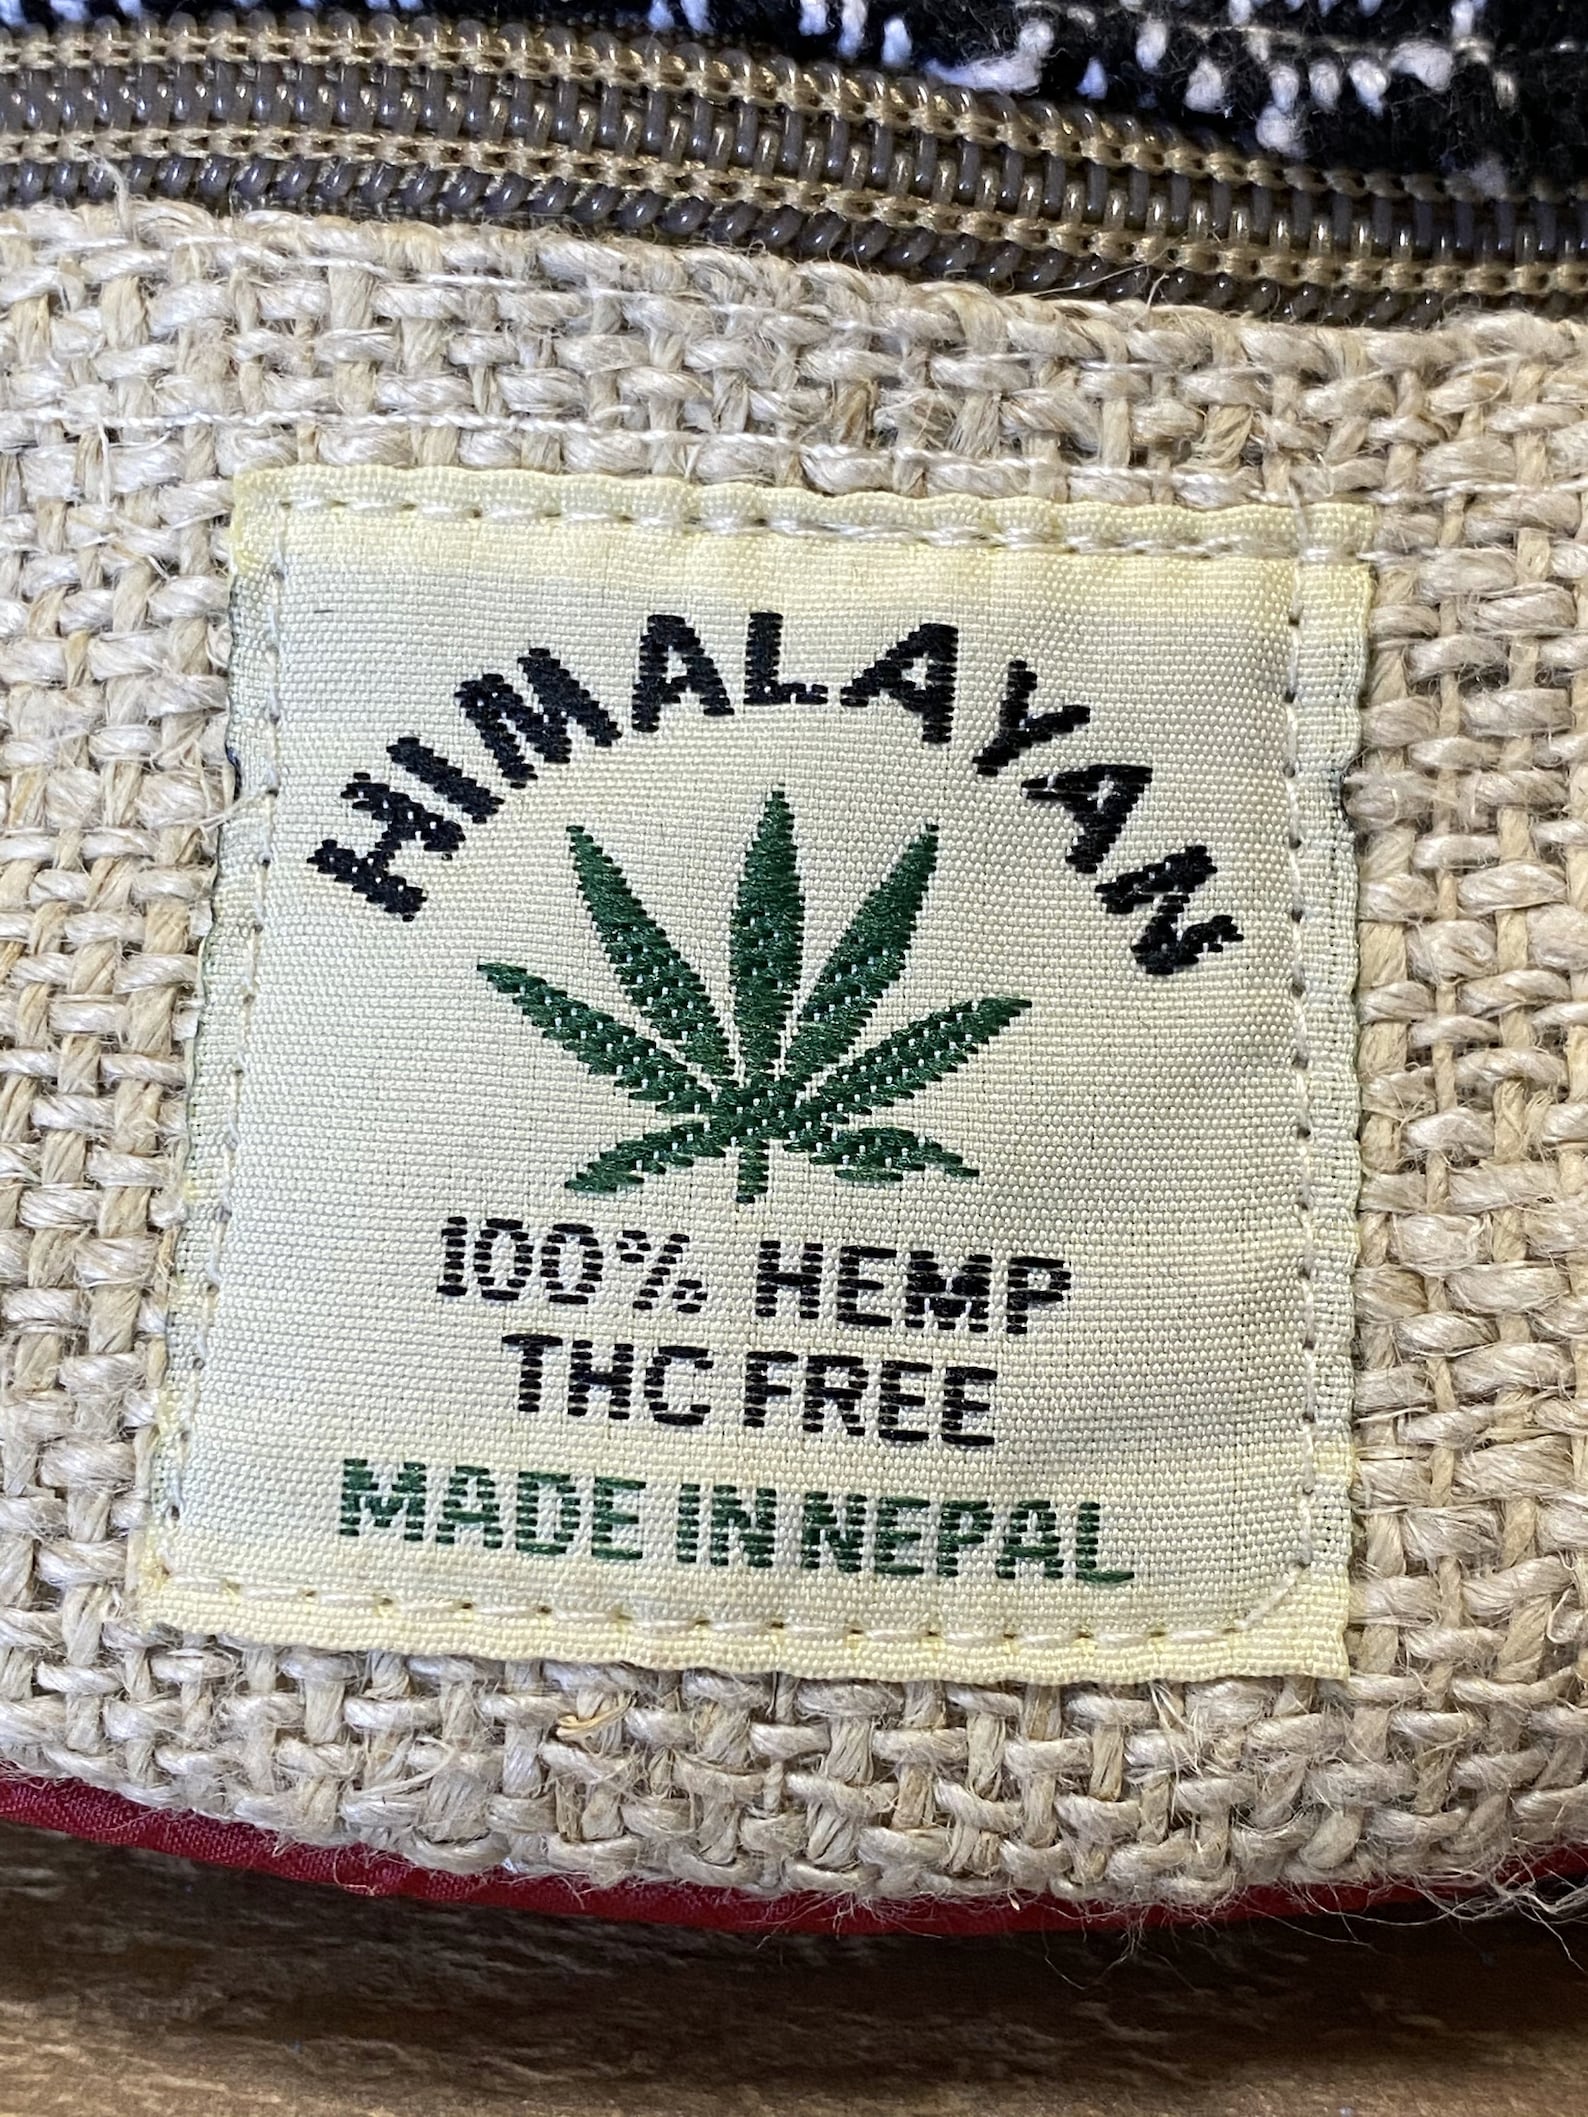 HIMALAYAN
100% HEMP
THC FREE
MADE IN NEPAL